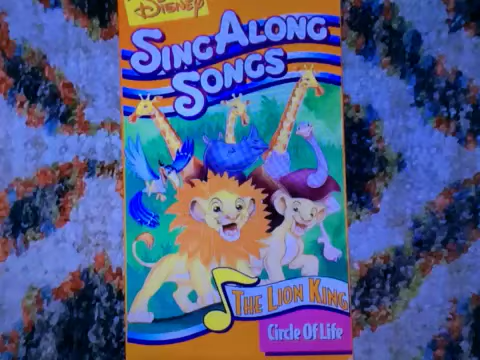 DISNEY
SING ALONG
SONGS
THE LION KING
Circle Of Life